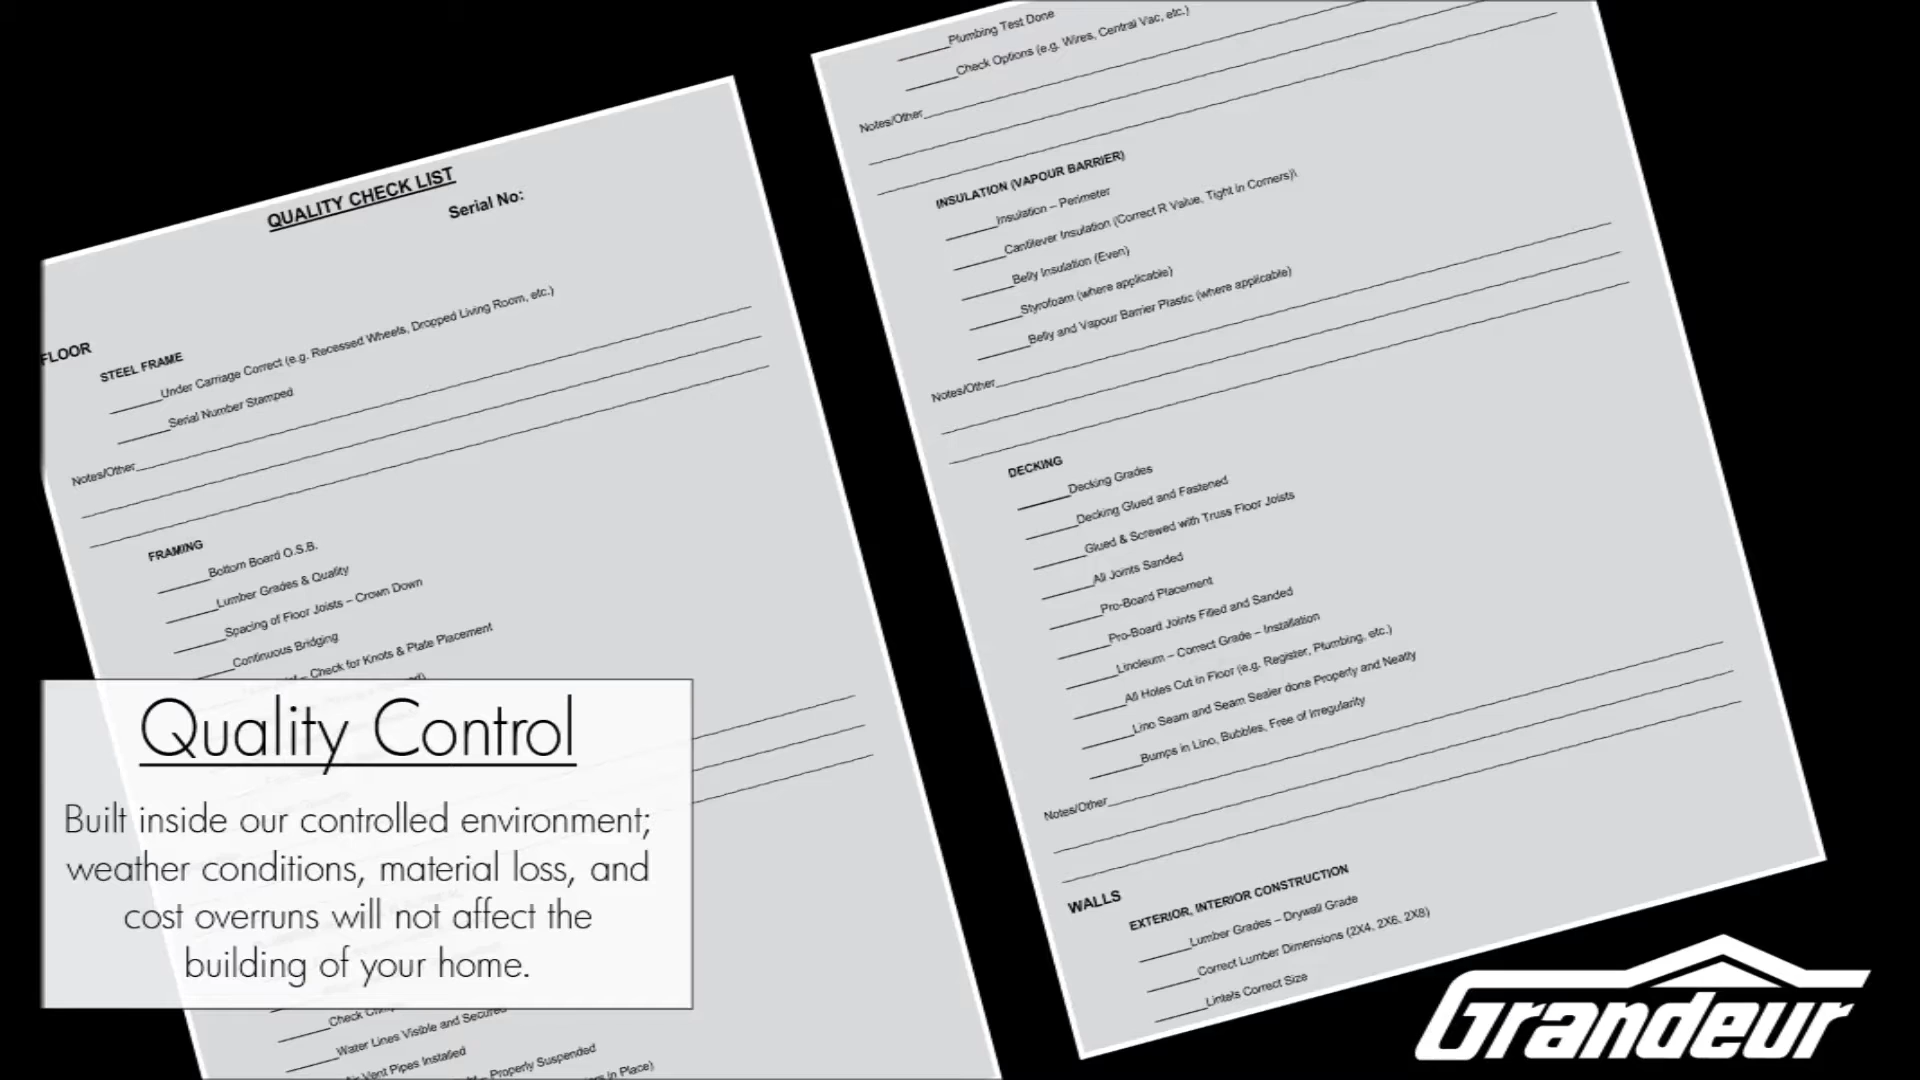 QUALITY CHECK LIST
Serial No:
FLOOR
STEEL FRAME
Under Carriage Correct (e.g. Recessed Wheels, Dropped Living Room, etc.)
Serial Number Stamped
Notes/Other
FRAMING
Bottom Board O.S.B.
Lumber Grades & Quality
Spacing of Floor Joists – Crown Down
Continuous Bridging
– Check for Knots & Plate Placement
Quality Control
Built inside our controlled environment;
weather conditions, material loss, and
cost overruns will not affect the
building of your home.
Check
Water Lines Visible and Secured
Vent Pipes Installed
– Properly Suspended
in Place)
Plumbing Test Done
Check Options (e.g. Wires, Central Vac, etc.)
Notes/Other
INSULATION (VAPOUR BARRIER)
Insulation – Perimeter
Cantilever Insulation (Correct R Value, Tight in Corners)\
Belly Insulation (Even)
Styrofoam (where applicable)
Belly and Vapour Barrier Plastic (where applicable)
Notes/Other
DECKING
Decking Grades
Decking Glued and Fastened
Glued & Screwed with Truss Floor Joists
All Joints Sanded
Pro-Board Placement
Pro-Board Joints Filled and Sanded
Linoleum – Correct Grade – Installation
All Holes Cut in Floor (e.g. Register, Plumbing, etc.)
Lino Seam and Seam Sealer done Properly and Neatly
Bumps in Lino, Bubbles, Free of Irregularity
Notes/Other
WALLS
EXTERIOR, INTERIOR CONSTRUCTION
Lumber Grades – Drywall Grade
Correct Lumber Dimensions (2X4, 2X6, 2X8)
Lintels Correct Size
Grandeur